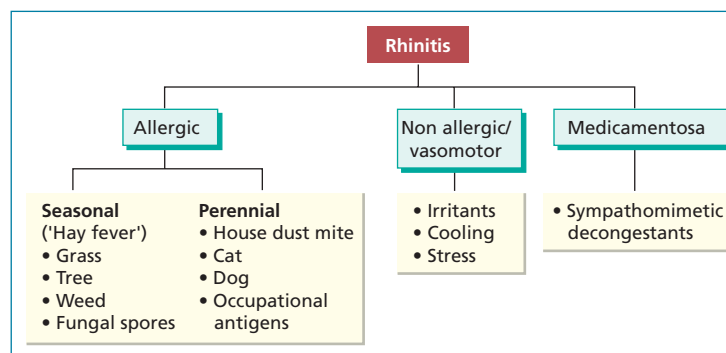 Rhinitis
Allergic
Non allergic/
vasomotor
Medicamentosa
Seasonal
('Hay fever')
• Grass
• Tree
• Weed
• Fungal spores
Perennial
• House dust mite
• Cat
• Dog
• Occupational
antigens
• Irritants
• Cooling
• Stress
• Sympathomimetic
decongestants